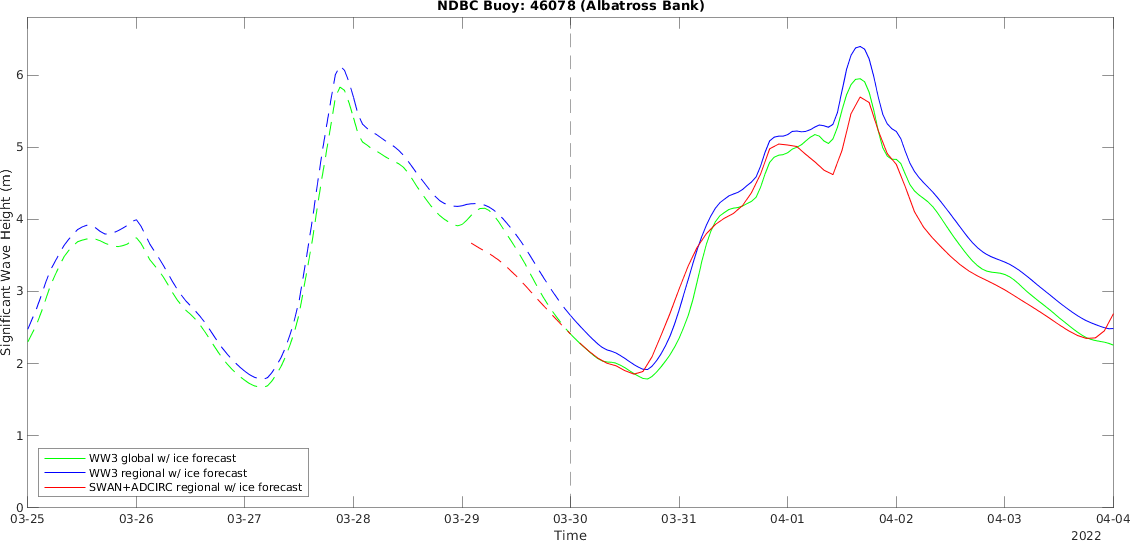 NDBC Buoy: 46078 (Albatross Bank)
Significant Wave Height (m)
6
5
4
3
2
1
0
WW3 global w/ ice forecast
WW3 regional w/ ice forecast
SWAN+ADCIRC regional w/ ice forecast
03-25 03-26 03-27 03-28 03-29 03-30 03-31 04-01 04-02 04-03 04-04
Time
2022